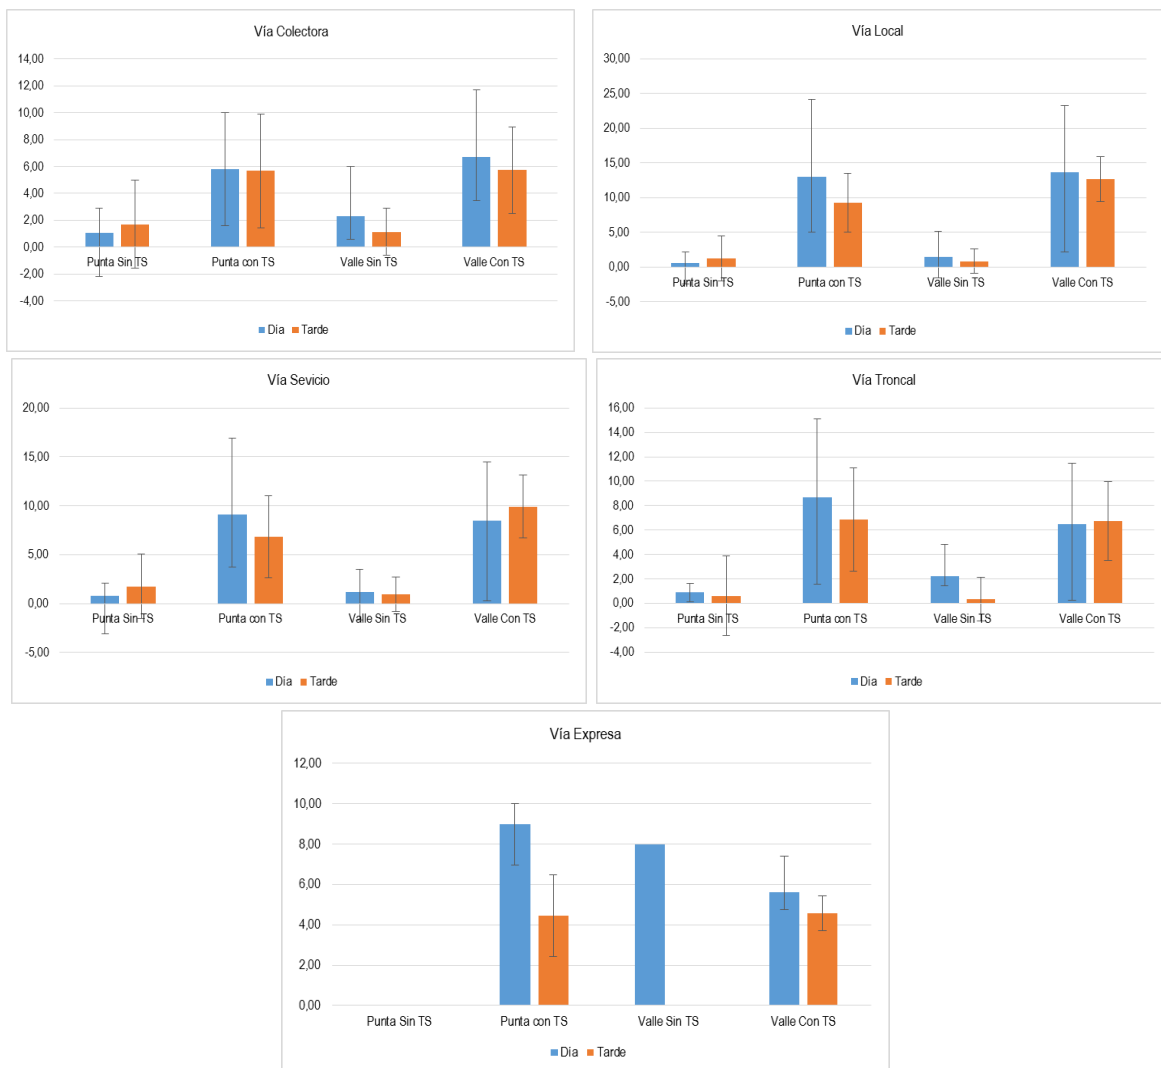 Vía Colectora
14,00
12,00
10,00
8,00
6,00
4,00
2,00
0,00
-2,00
-4,00
Punta Sin TS Punta con TS Valle Sin TS Valle Con TS
Dia Tarde
Vía Local
30,00
25,00
20,00
15,00
10,00
5,00
0,00
-5,00
Punta Sin TS Punta con TS Valle Sin TS Valle Con TS
Dia Tarde
Vía Sevicio
20,00
15,00
10,00
5,00
0,00
-5,00
Punta Sin TS Punta con TS Valle Sin TS Valle Con TS
Dia Tarde
Vía Troncal
16,00
14,00
12,00
10,00
8,00
6,00
4,00
2,00
0,00
-2,00
-4,00
Punta Sin TS Punta con TS Valle Sin TS Valle Con TS
Dia Tarde
Vía Expresa
12,00
10,00
8,00
6,00
4,00
2,00
0,00
Punta Sin TS Punta con TS Valle Sin TS Valle Con TS
Dia Tarde